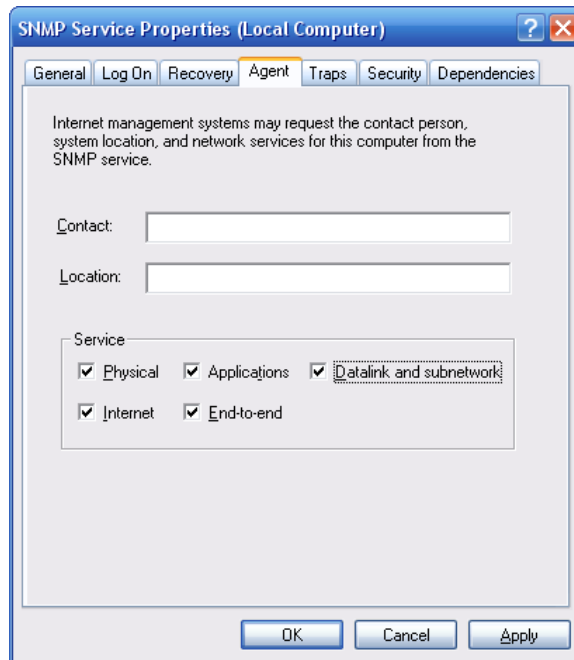 SNMP Service Properties (Local Computer)
General Log On Recovery Agent Traps Security Dependencies
Internet management systems may request the contact person,
system location, and network services for this computer from the
SNMP service.
Contact:
Location:
Service
Physical Applications Datalink and subnetwork
Internet End-to-end
OK Cancel Apply